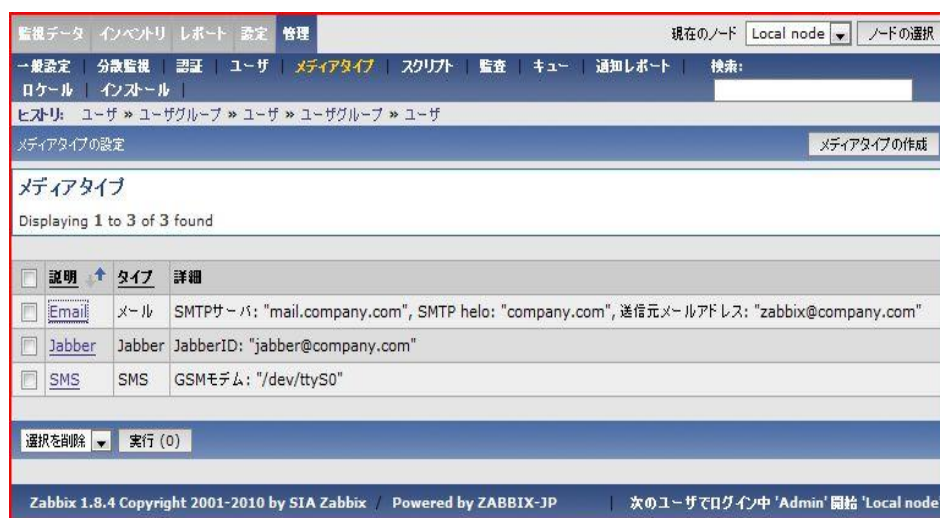 監視データ インベントリ レポート 設定 管理 現在のノード Local node ノードの選択
一般設定 | 分散監視 | 認証 | ユーザ | メディアタイプ | スクリプト | 監査 | キュー | 通知レポート | 検索:
ロケール | インストール |
ヒストリ: ユーザ » ユーザグループ » ユーザ » ユーザグループ » ユーザ
メディアタイプの設定 メディアタイプの作成
メディアタイプ
Displaying 1 to 3 of 3 found
説明 タイプ 詳細
Email メール SMTPサーバ: "mail.company.com", SMTP helo: "company.com", 送信元メールアドレス: "zabbix@company.com"
Jabber Jabber JabberID: "jabber@company.com"
SMS SMS GSMモデム: "/dev/ttyS0"
選択を削除 実行 (0)
Zabbix 1.8.4 Copyright 2001-2010 by SIA Zabbix / Powered by ZABBIX-JP | 次のユーザでログイン中 'Admin' 開始 'Local node